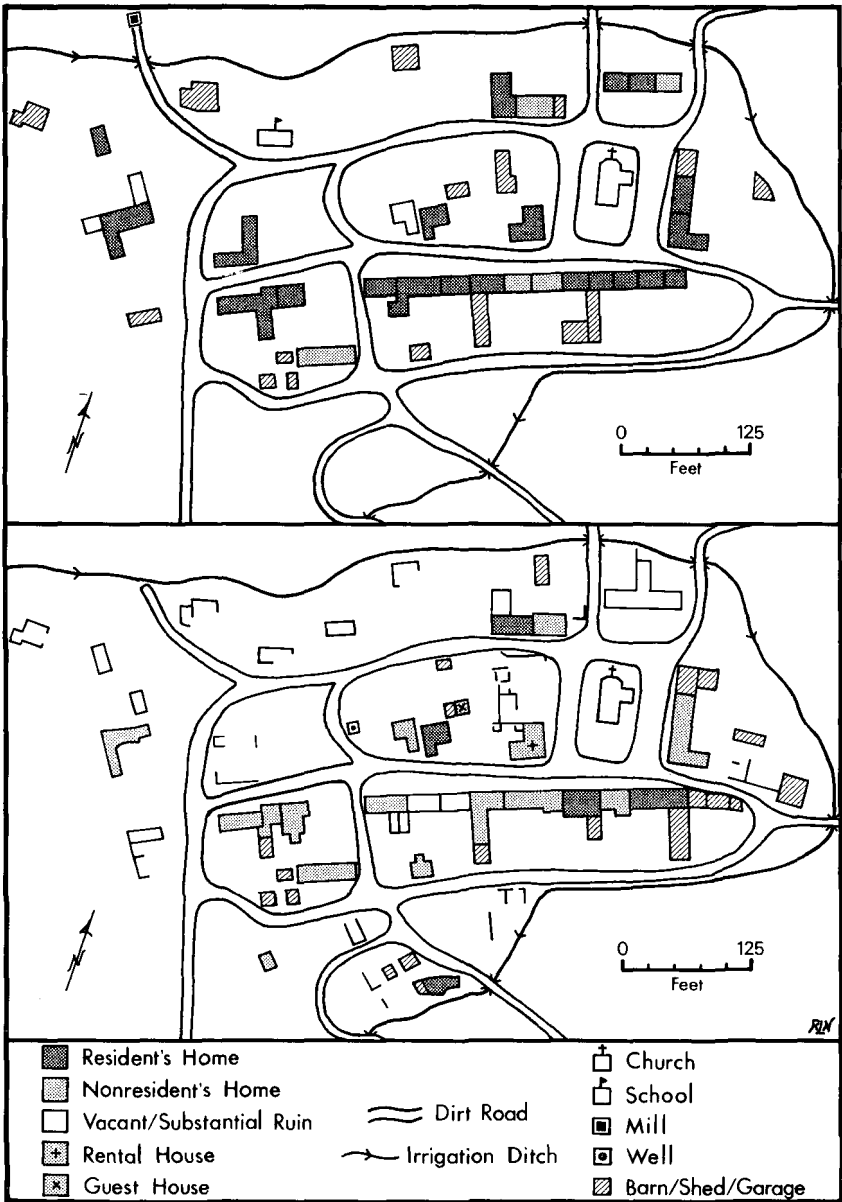 N
0 125
Feet
N
0 125
Feet
RLN
Resident's Home
Nonresident's Home
Vacant/Substantial Ruin
Rental House
Guest House
Dirt Road
Irrigation Ditch
Church
School
Mill
Well
Barn/Shed/Garage